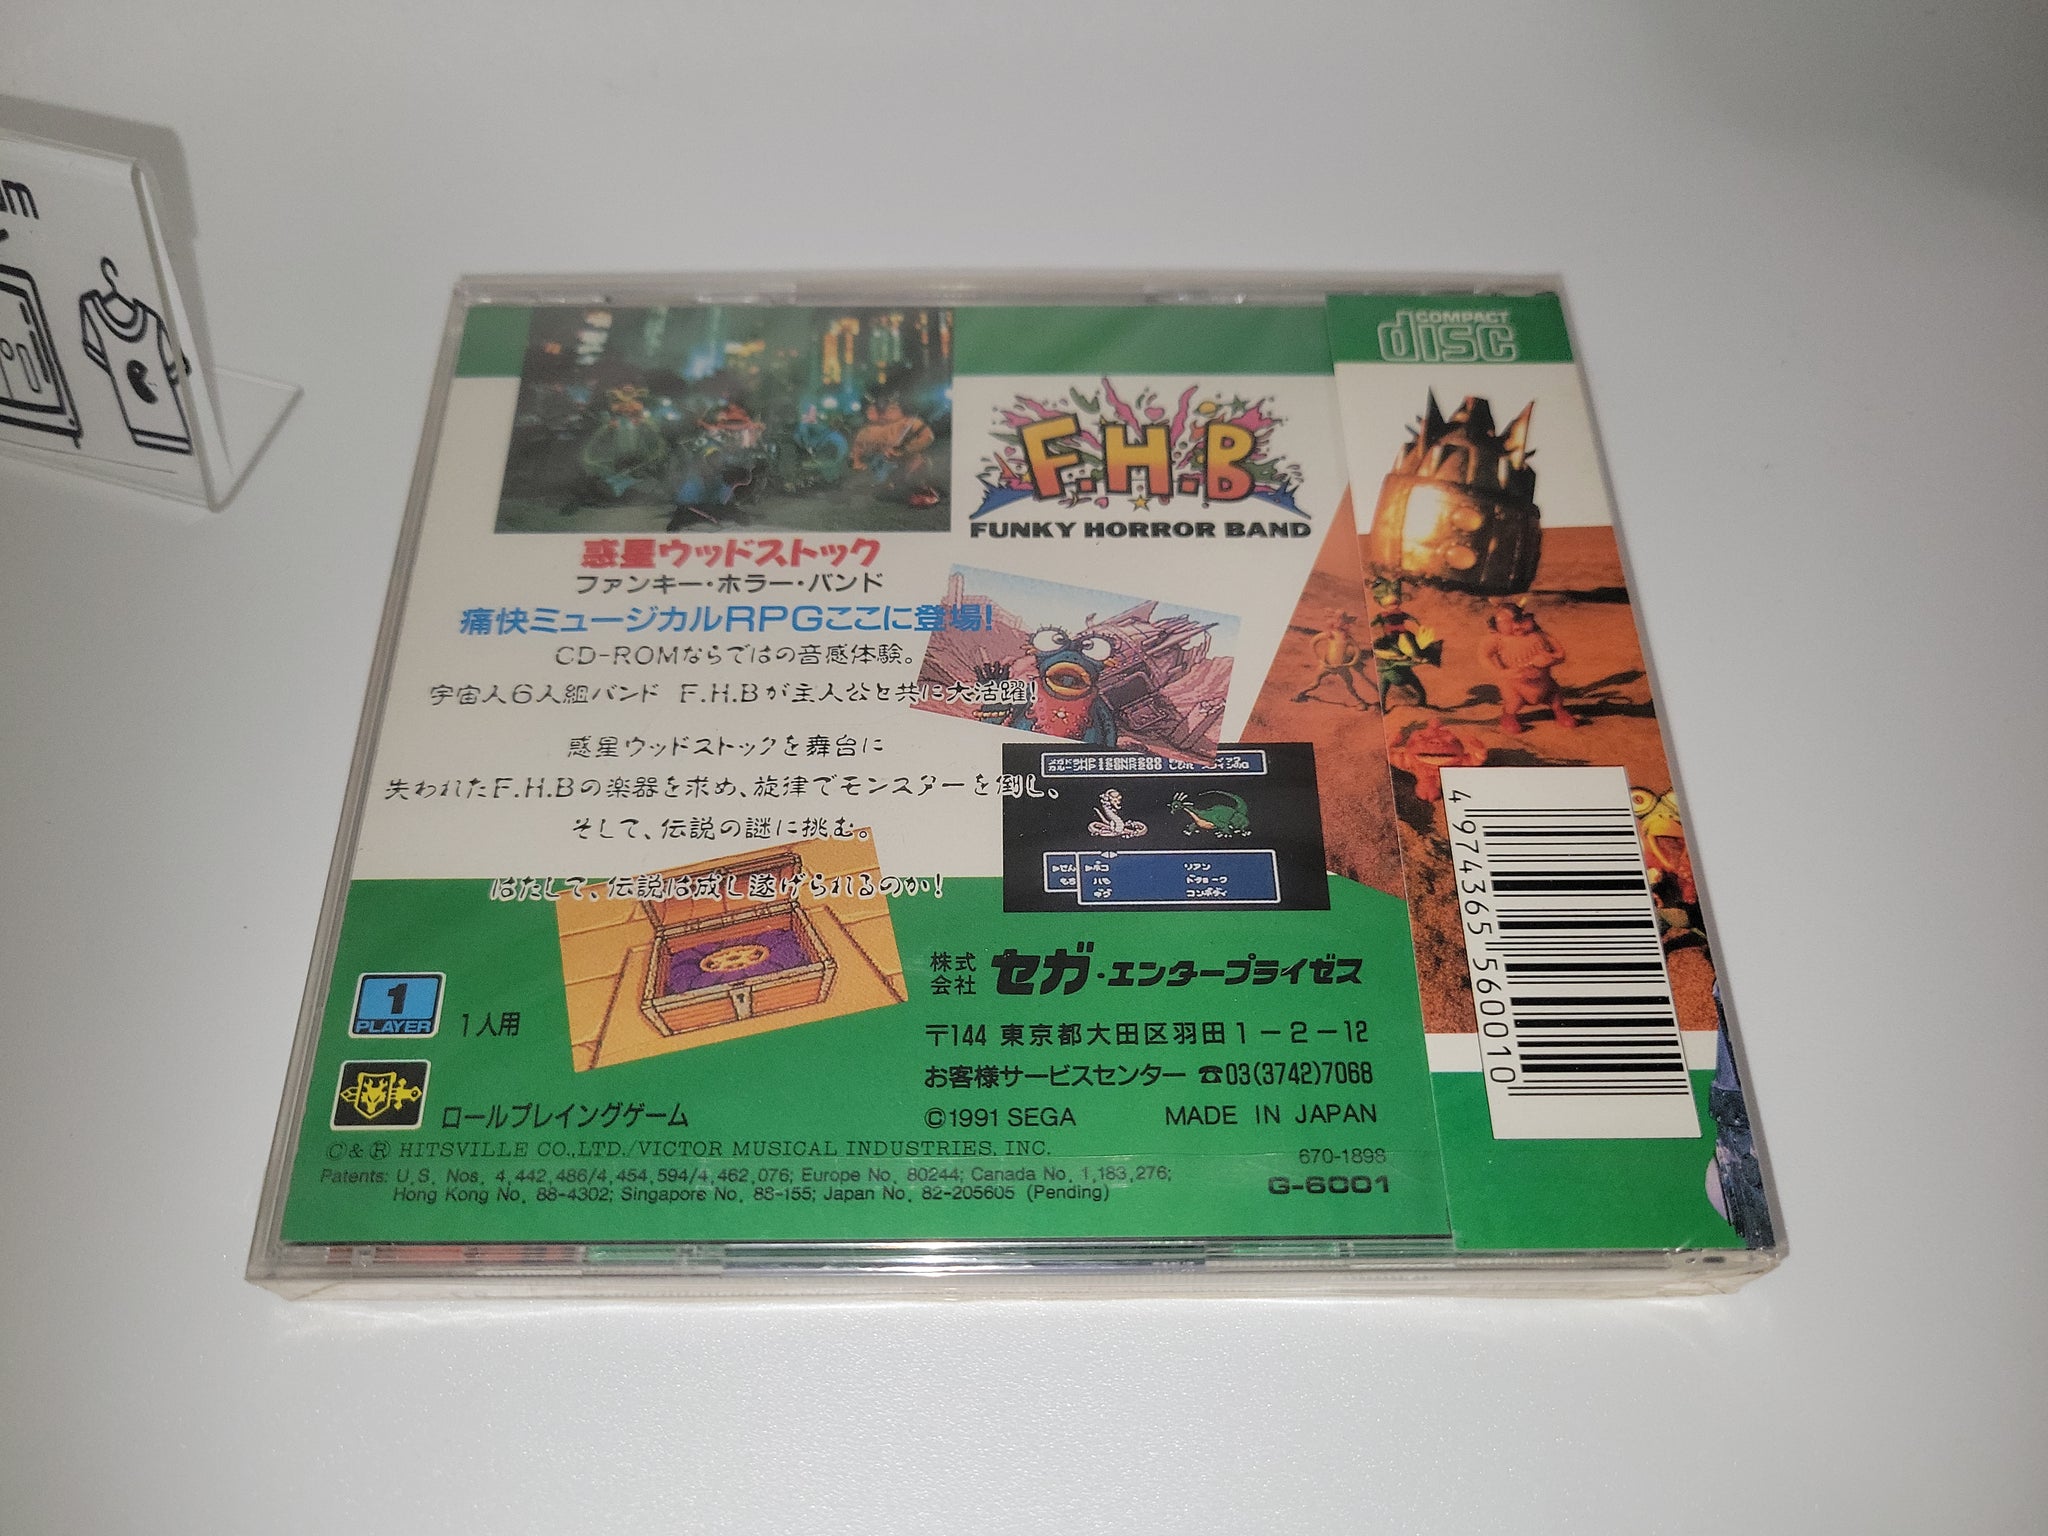 COMPACT
disc
F.H.B
FUNKY HORROR BAND
惑星ウッドストック
ファンキー・ホラー・バンド
痛快ミュージカルRPGここに登場!
CD-ROMならではの音感体験。
宇宙人6人組バンド F.H.Bが主人公と共に大活躍!
惑星ウッドストックを舞台に
失われたF.H.Bの楽器を求め、旋律でモンスターを倒し、
そして、伝説の謎に挑む。
はたして、伝説は成し遂げられるのか!
リアン
コンボディ
1
PLAYER
1人用
ロールプレイングゲーム
株式会社 セガ・エンタープライゼス
〒144 東京都大田区羽田1-2-12
お客様サービスセンター ☎03(3742)7068
©1991 SEGA MADE IN JAPAN
Ⓒ&Ⓡ HITSVILLE CO.,LTD./VICTOR MUSICAL INDUSTRIES, INC.
670-1898
Patents: U.S. Nos. 4,442,486/4,454,594/4,462,076; Europe No. 80244; Canada No. 1,183,276;
Hong Kong No. 88-4302; Singapore No. 88-155; Japan No. 82-205605 (Pending)
G-6001
4 974365 560010